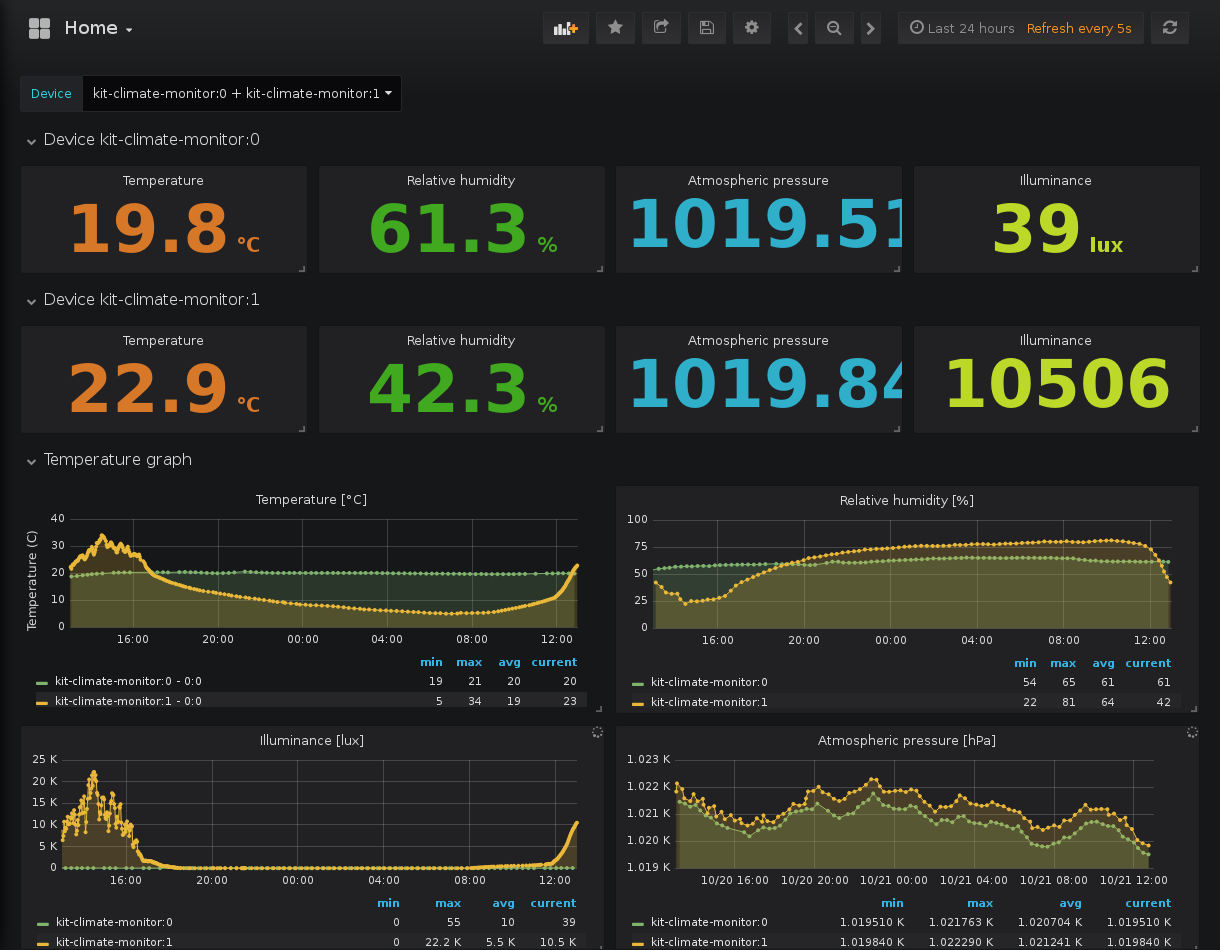 Home
Last 24 hours Refresh every 5s
Device kit-climate-monitor:0 + kit-climate-monitor:1
Device kit-climate-monitor:0
Temperature Relative humidity Atmospheric pressure Illuminance
19.8 °C 61.3 % 1019.51 39 lux
Device kit-climate-monitor:1
Temperature Relative humidity Atmospheric pressure Illuminance
22.9 °C 42.3 % 1019.84 10506
Temperature graph
Temperature [°C]
Temperature (C)
40
30
20
10
0
16:00 20:00 00:00 04:00 08:00 12:00
min max avg current
kit-climate-monitor:0 - 0:0 19 21 20 20
kit-climate-monitor:1 - 0:0 5 34 19 23
Relative humidity [%]
100
75
50
25
0
16:00 20:00 00:00 04:00 08:00 12:00
min max avg current
kit-climate-monitor:0 54 65 61 61
kit-climate-monitor:1 22 81 64 42
Illuminance [lux]
25 K
20 K
15 K
10 K
5 K
0
16:00 20:00 00:00 04:00 08:00 12:00
min max avg current
kit-climate-monitor:0 0 55 10 39
kit-climate-monitor:1 0 22.2 K 5.5 K 10.5 K
Atmospheric pressure [hPa]
1.023 K
1.022 K
1.021 K
1.020 K
1.019 K
10/20 16:00 10/20 20:00 10/21 00:00 10/21 04:00 10/21 08:00 10/21 12:00
min max avg current
kit-climate-monitor:0 1.019510 K 1.021763 K 1.020704 K 1.019510 K
kit-climate-monitor:1 1.019840 K 1.022290 K 1.021241 K 1.019840 K